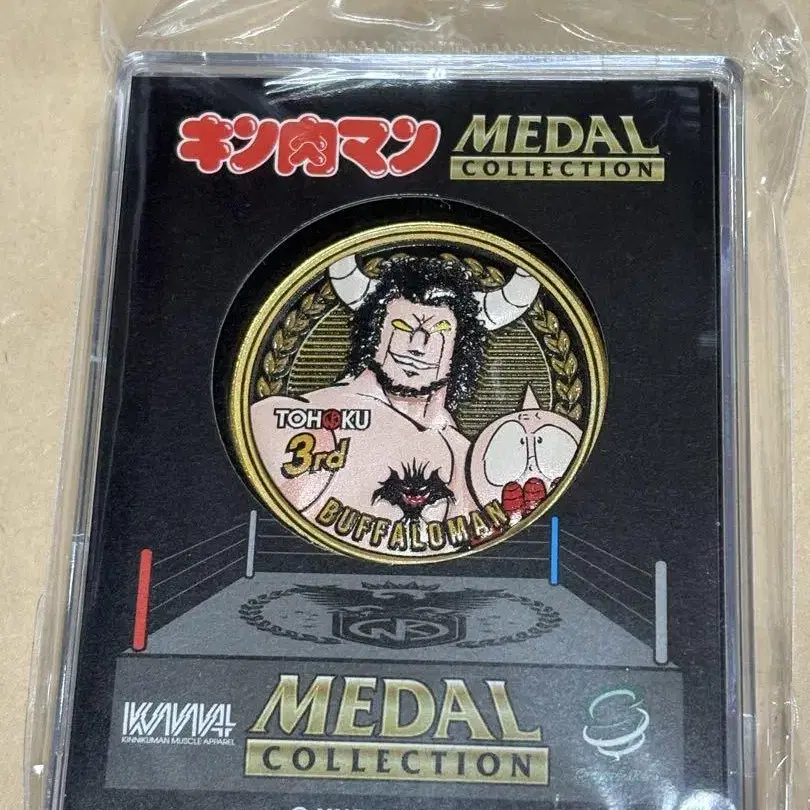 キン肉マン MEDAL
COLLECTION
TOHOKU
3rd
BUFFALOMAN
KINNIKUMAN MUSCLE APPAREL
MEDAL
COLLECTION